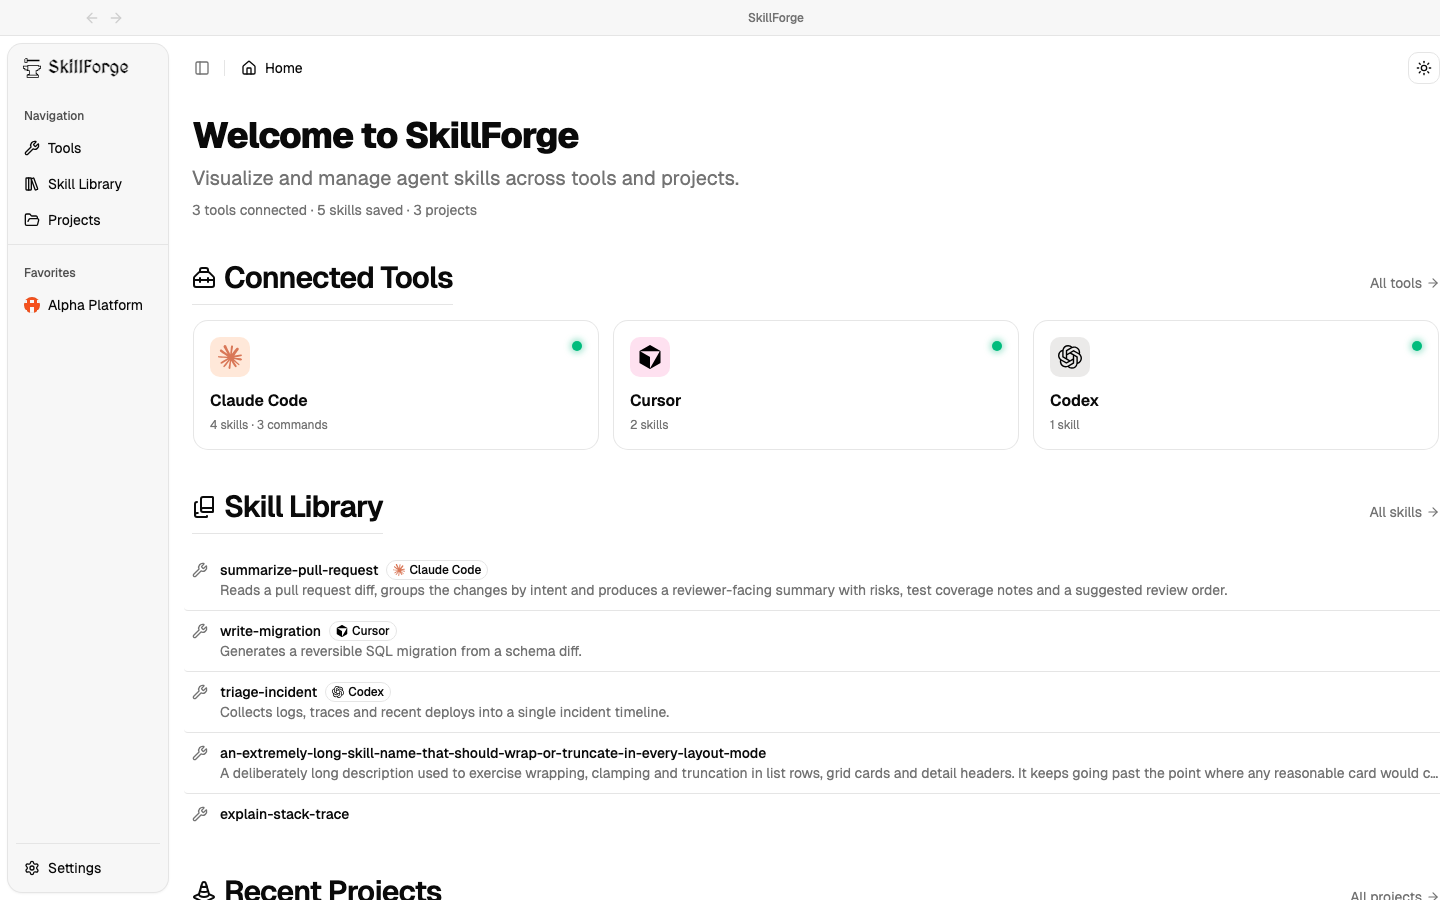 SkillForge
SkillForge
Home
Navigation
Tools
Skill Library
Projects
Favorites
Alpha Platform
Settings
Welcome to SkillForge
Visualize and manage agent skills across tools and projects.
3 tools connected · 5 skills saved · 3 projects
Connected Tools
All tools →
Claude Code
4 skills · 3 commands
Cursor
2 skills
Codex
1 skill
Skill Library
All skills →
summarize-pull-request Claude Code
Reads a pull request diff, groups the changes by intent and produces a reviewer-facing summary with risks, test coverage notes and a suggested review order.
write-migration Cursor
Generates a reversible SQL migration from a schema diff.
triage-incident Codex
Collects logs, traces and recent deploys into a single incident timeline.
an-extremely-long-skill-name-that-should-wrap-or-truncate-in-every-layout-mode
A deliberately long description used to exercise wrapping, clamping and truncation in list rows, grid cards and detail headers. It keeps going past the point where any reasonable card would c…
explain-stack-trace
Recent Projects
All projects →